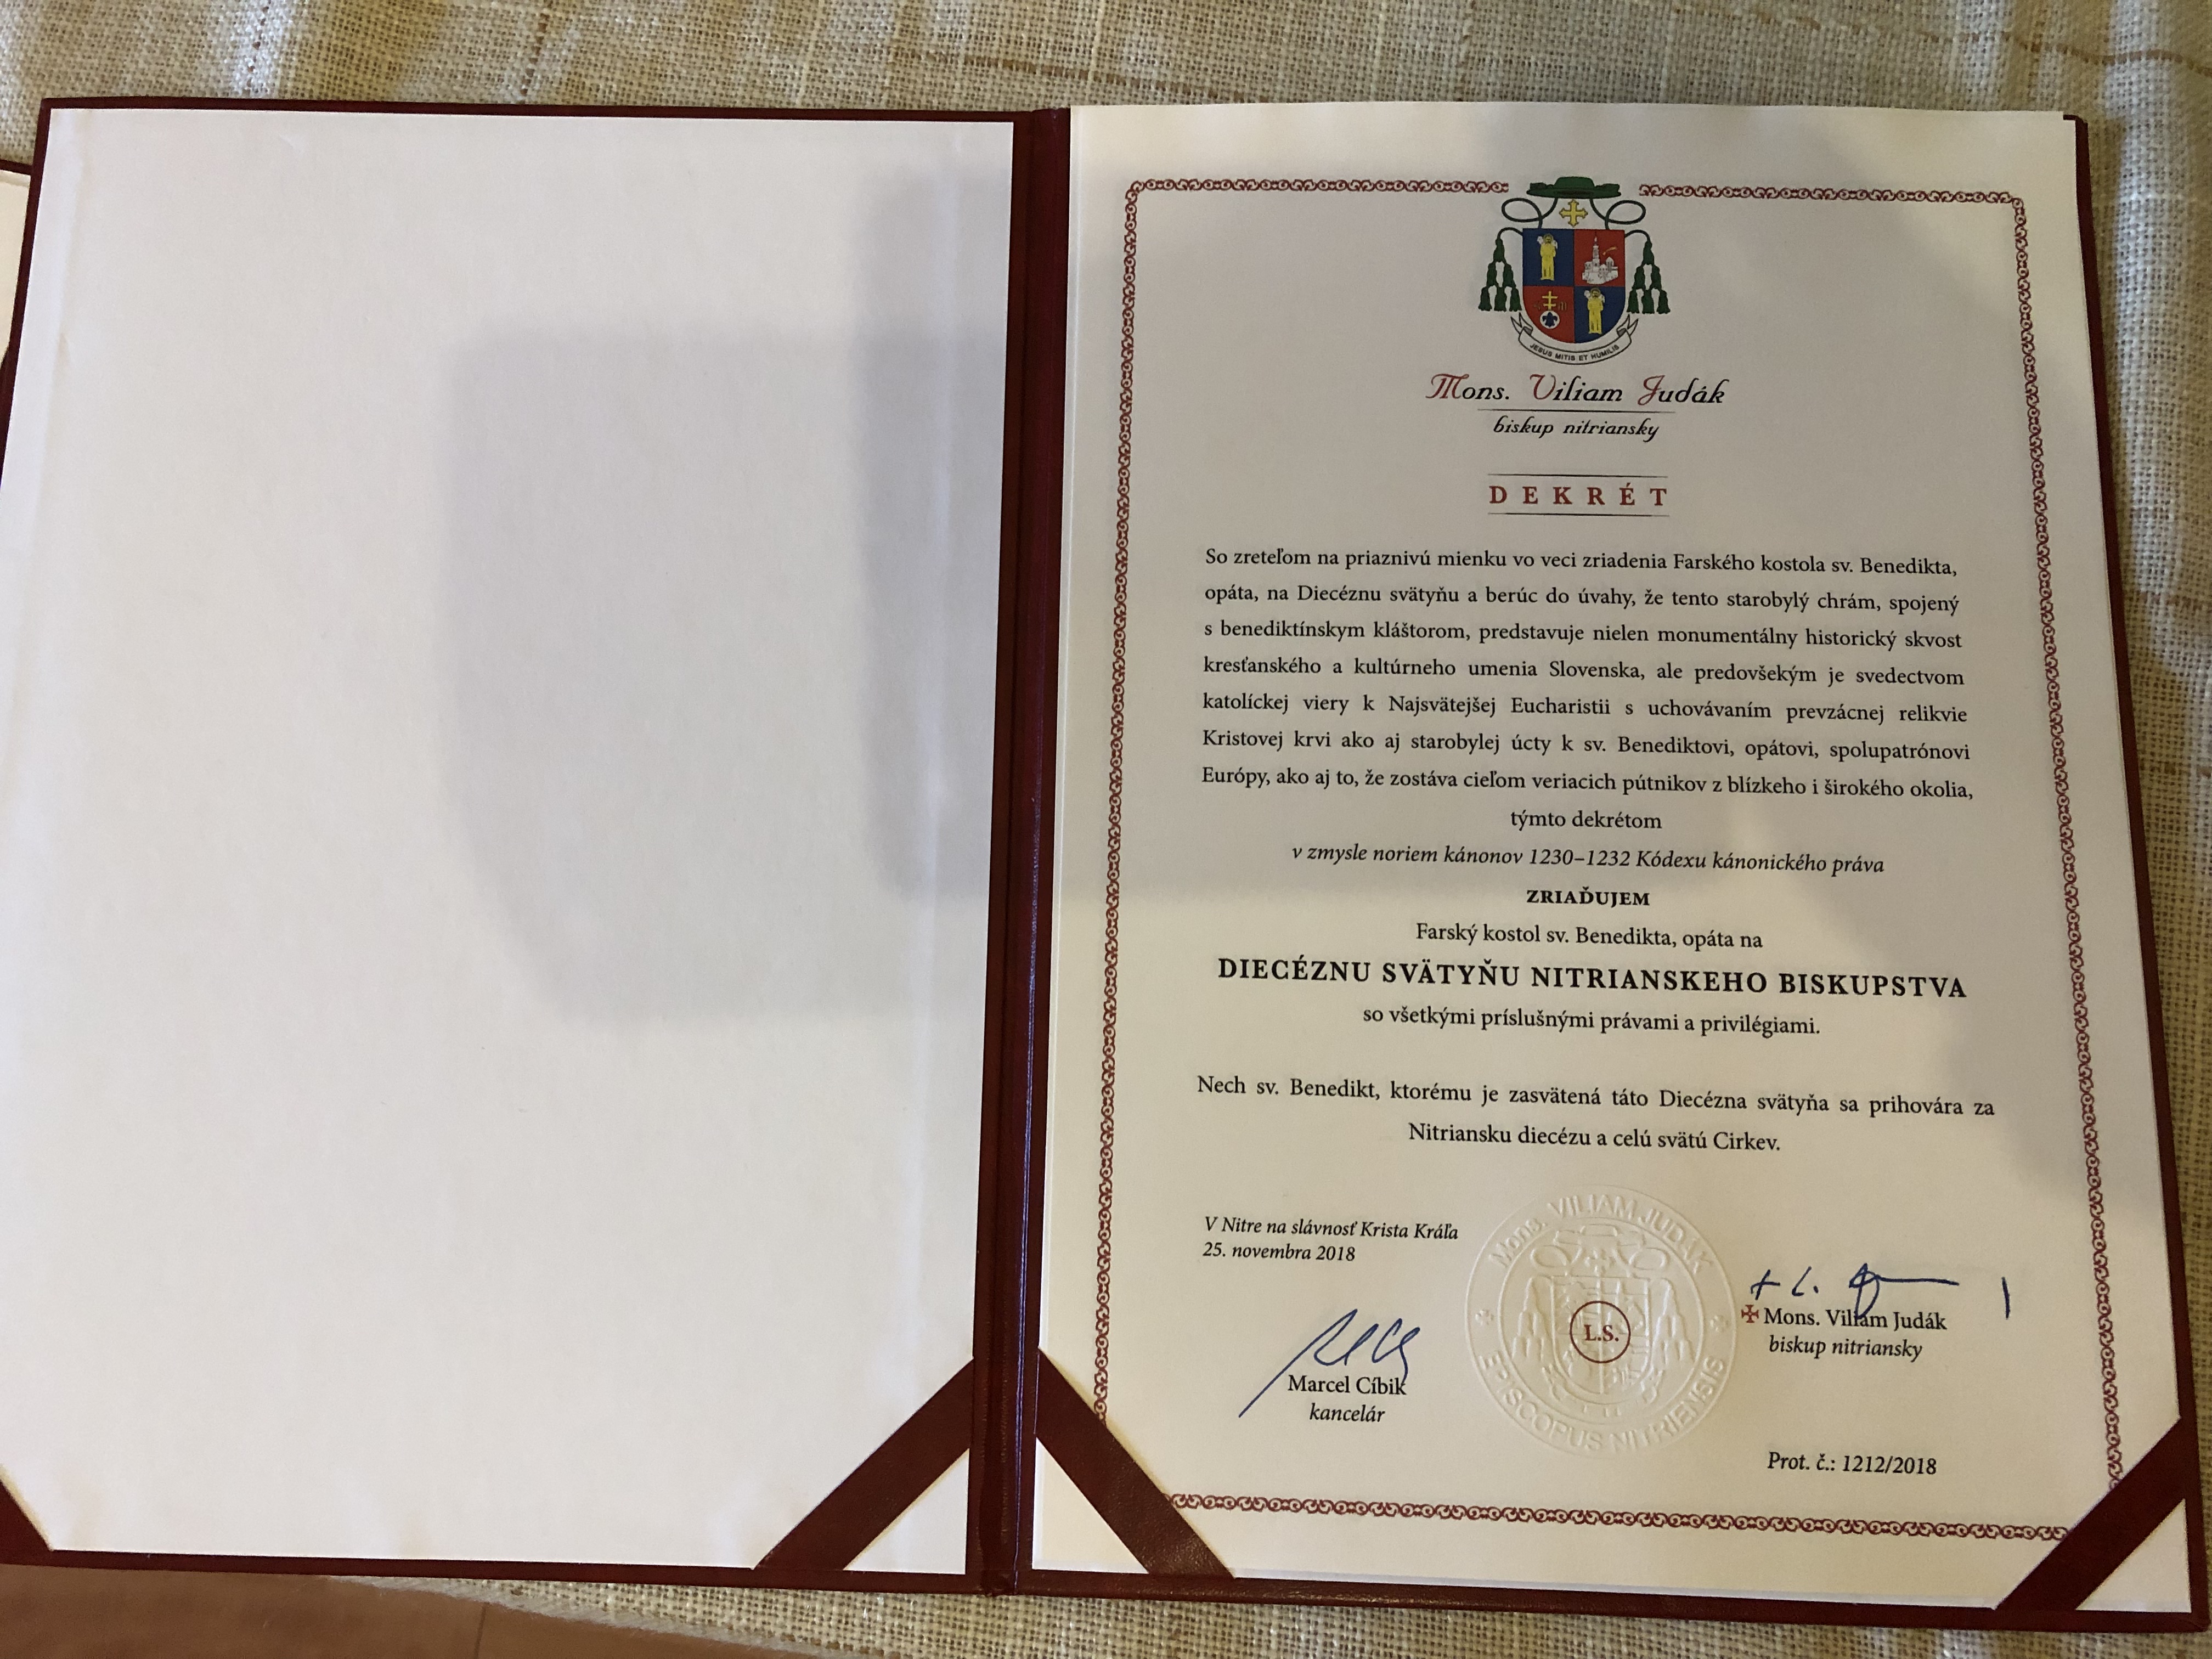 JESUS MITIS ET HUMILIS
Mons. Viliam Judák
biskup nitriansky
DEKRÉT
So zreteľom na priaznivú mienku vo veci zriadenia Farského kostola sv. Benedikta,
opáta, na Diecéznu svätyňu a berúc do úvahy, že tento starobylý chrám, spojený
s benediktínskym kláštorom, predstavuje nielen monumentálny historický skvost
kresťanského a kultúrneho umenia Slovenska, ale predovšekým je svedectvom
katolíckej viery k Najsvätejšej Eucharistii s uchovávaním prevzácnej relikvie
Kristovej krvi ako aj starobylej úcty k sv. Benediktovi, opátovi, spolupatrónovi
Európy, ako aj to, že zostáva cieľom veriacich pútnikov z blízkeho i širokého okolia,
týmto dekrétom
v zmysle noriem kánonov 1230–1232 Kódexu kánonického práva
ZRIAĎUJEM
Farský kostol sv. Benedikta, opáta na
DIECÉZNU SVÄTYŇU NITRIANSKEHO BISKUPSTVA
so všetkými príslušnými právami a privilégiami.
Nech sv. Benedikt, ktorému je zasvätená táto Diecézna svätyňa sa prihovára za
Nitriansku diecézu a celú svätú Cirkev.
V Nitre na slávnosť Krista Kráľa
25. novembra 2018
Mons. VILIAM JUDÁK
EPISCOPUS NITRIENSIS
L.S.
Mons. Viliam Judák
biskup nitriansky
Marcel Cíbik
kancelár
Prot. č.: 1212/2018